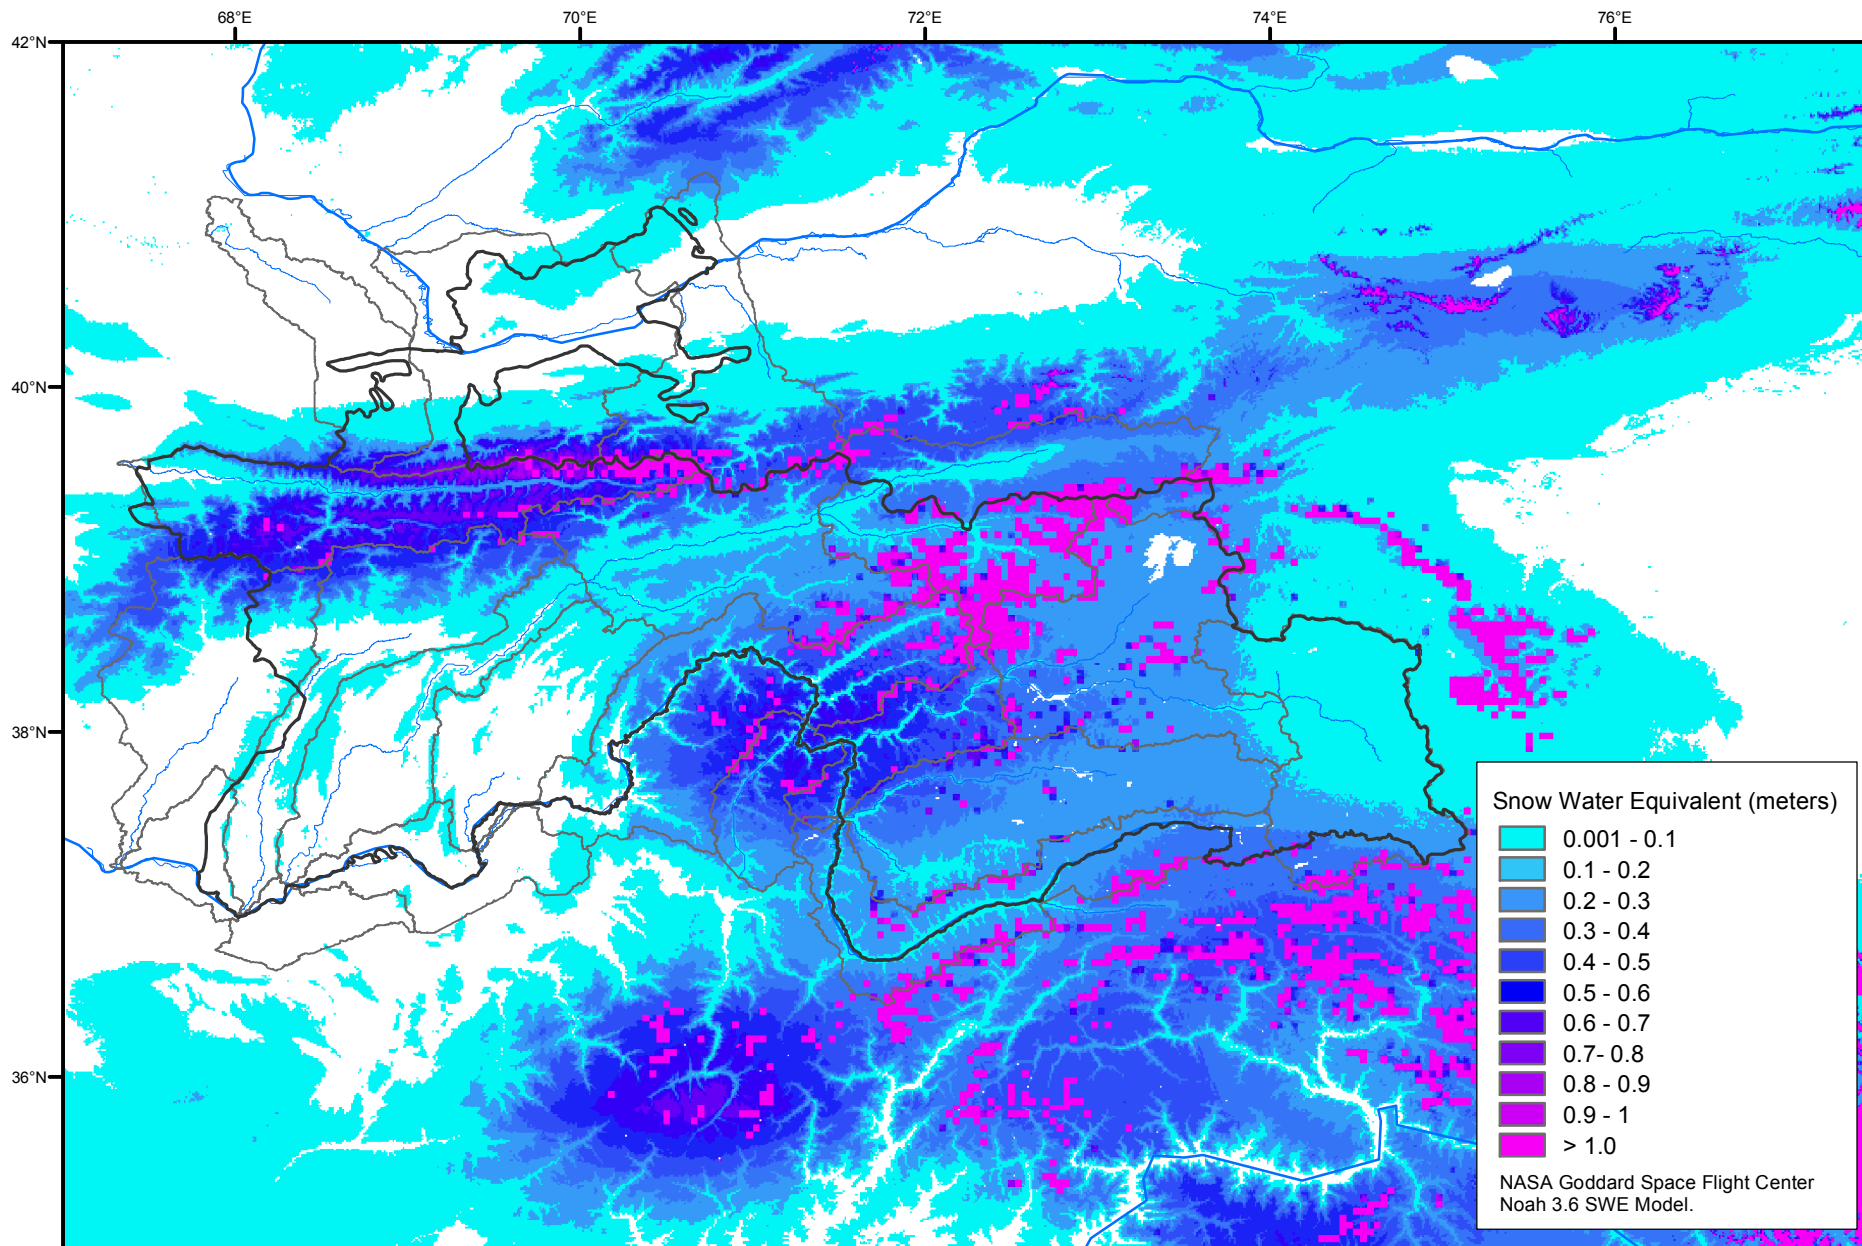 68°E
70°E
72°E
74°E
76°E
42°N
40°N
38°N
36°N
Snow Water Equivalent (meters)
0.001 - 0.1
0.1 - 0.2
0.2 - 0.3
0.3 - 0.4
0.4 - 0.5
0.5 - 0.6
0.6 - 0.7
0.7- 0.8
0.8 - 0.9
0.9 - 1
> 1.0
NASA Goddard Space Flight Center
Noah 3.6 SWE Model.